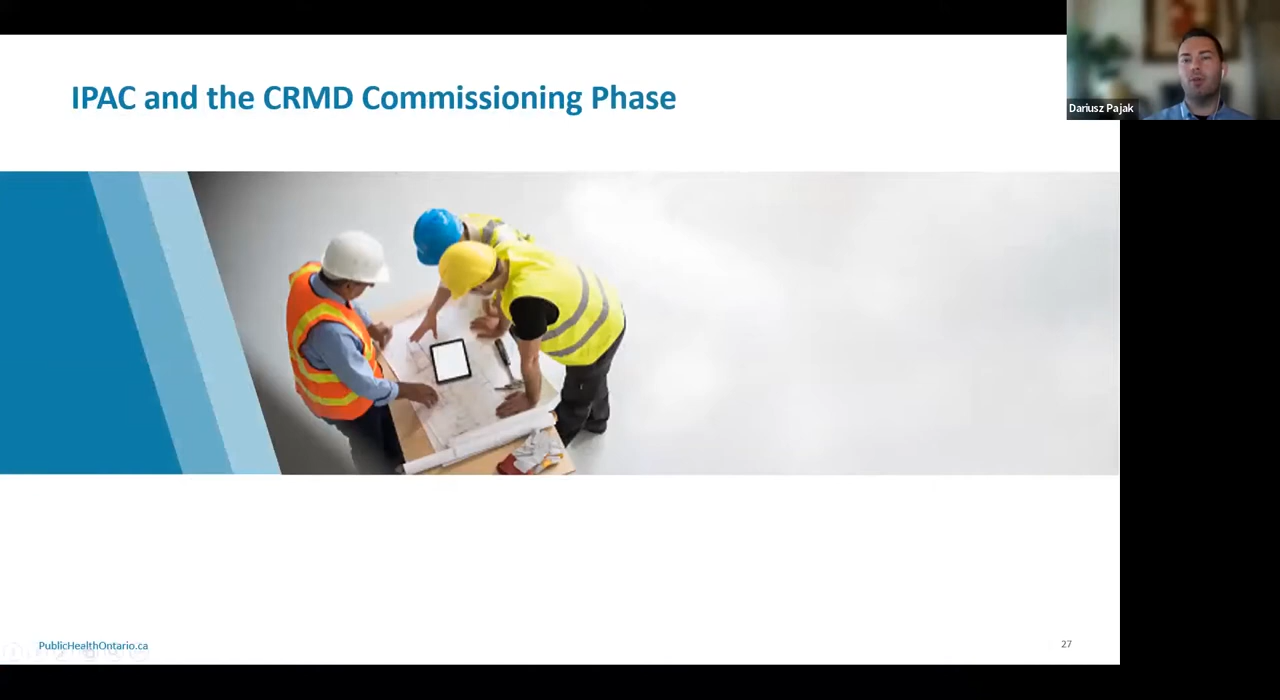 IPAC and the CRMD Commissioning Phase
Dariusz Pajak
PublicHealthOntario.ca
27